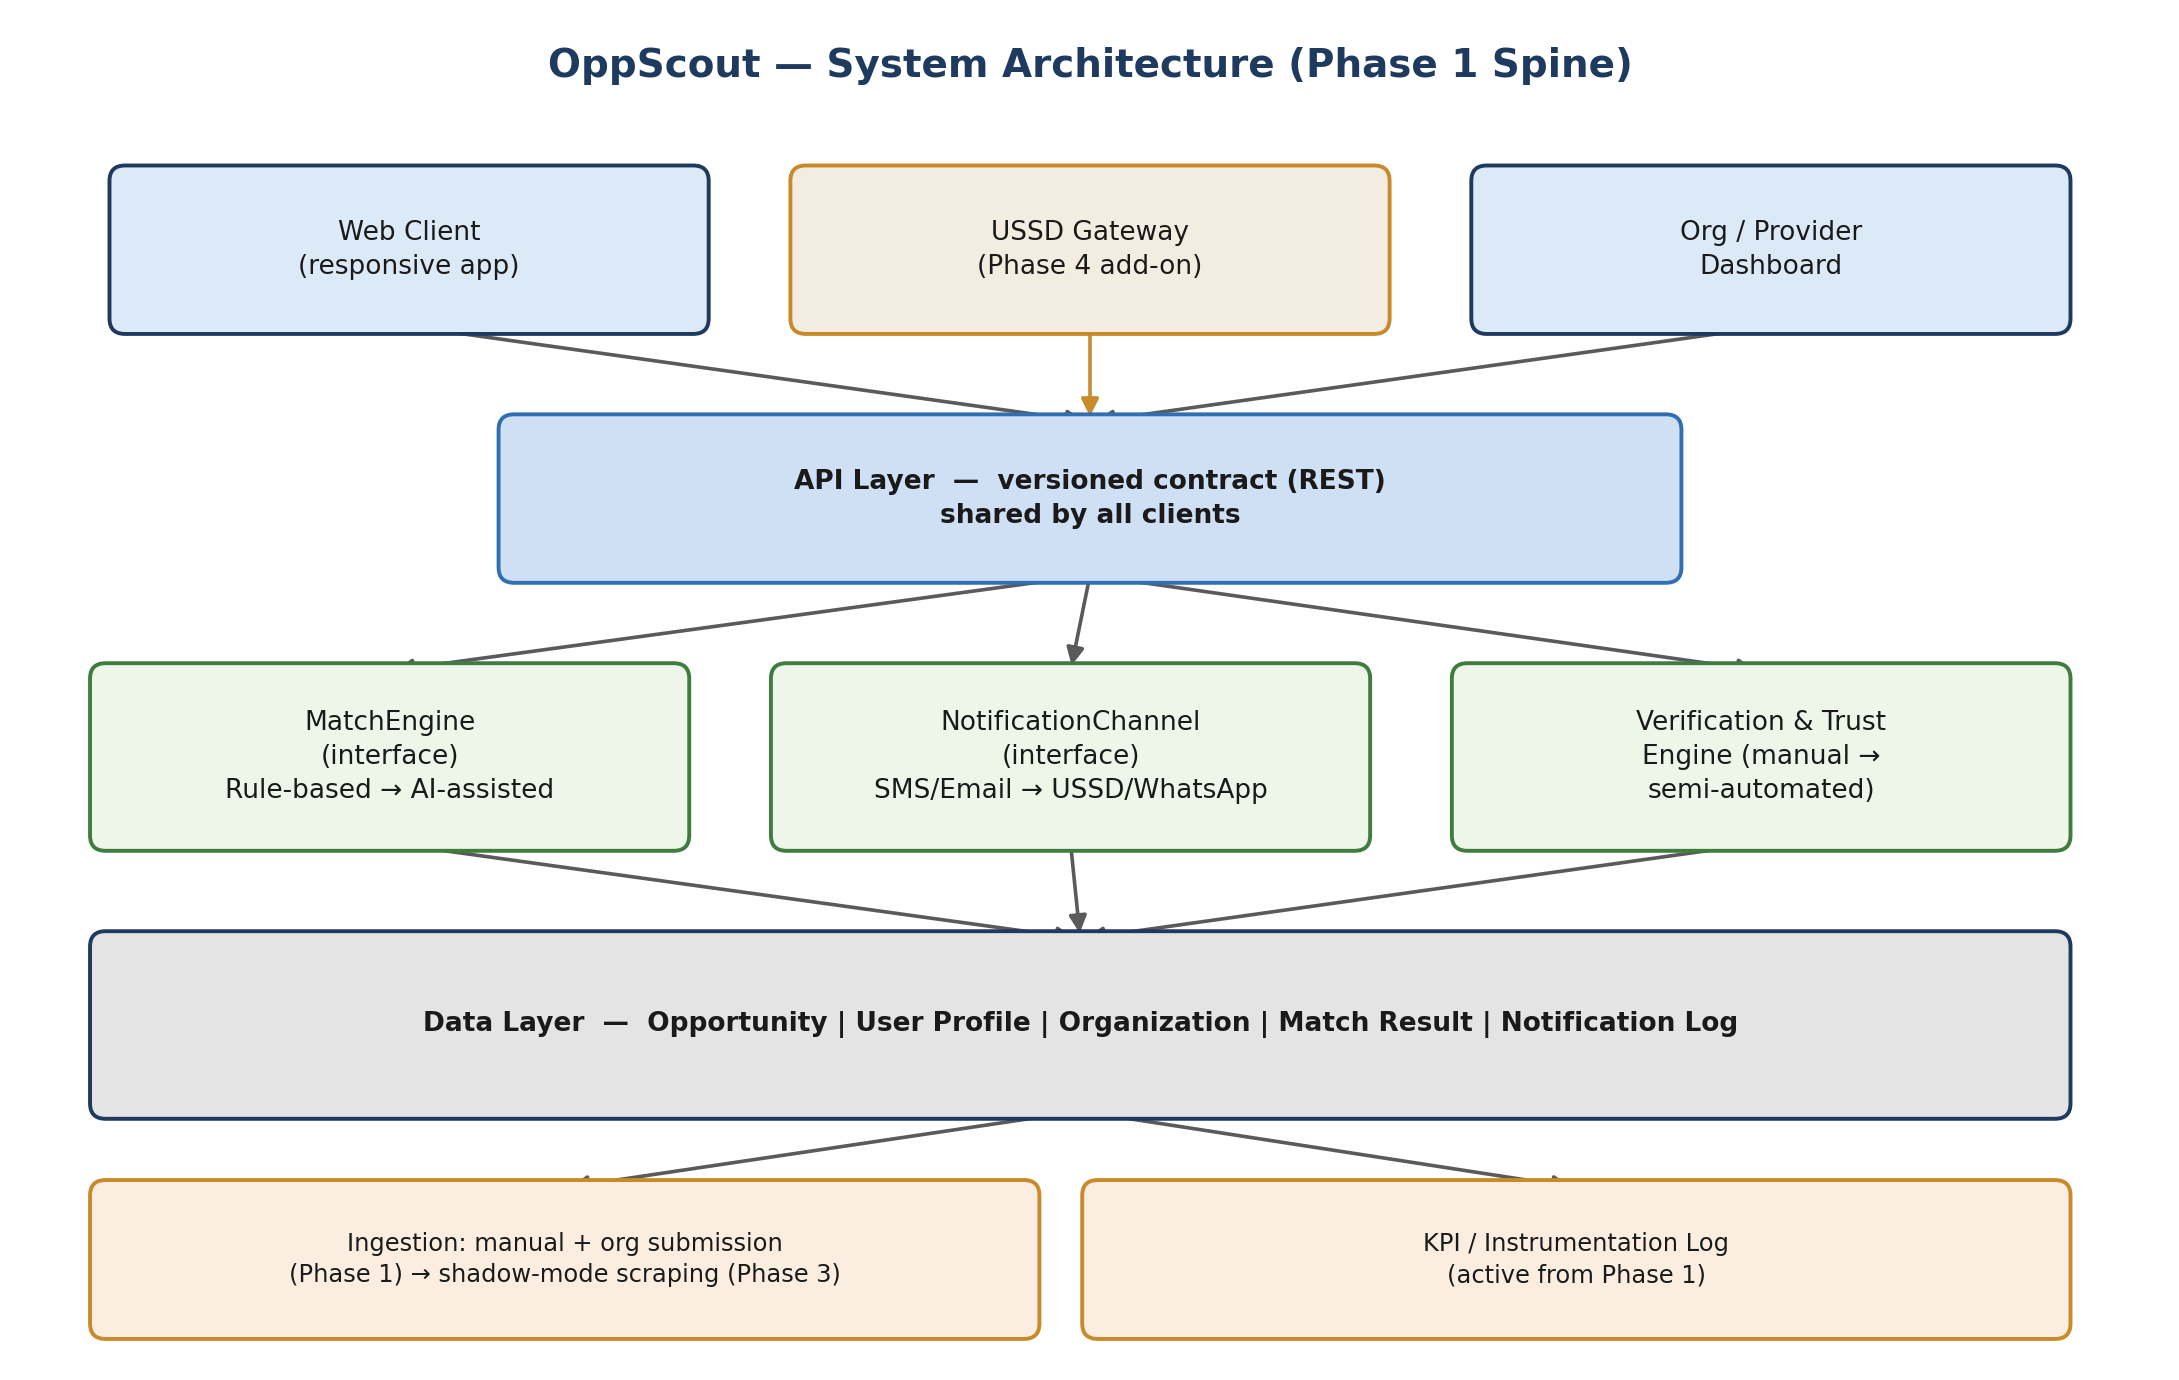 OppScout — System Architecture (Phase 1 Spine)
Web Client
(responsive app)
USSD Gateway
(Phase 4 add-on)
Org / Provider
Dashboard
API Layer — versioned contract (REST)
shared by all clients
MatchEngine
(interface)
Rule-based → AI-assisted
NotificationChannel
(interface)
SMS/Email → USSD/WhatsApp
Verification & Trust
Engine (manual →
semi-automated)
Data Layer — Opportunity | User Profile | Organization | Match Result | Notification Log
Ingestion: manual + org submission
(Phase 1) → shadow-mode scraping (Phase 3)
KPI / Instrumentation Log
(active from Phase 1)